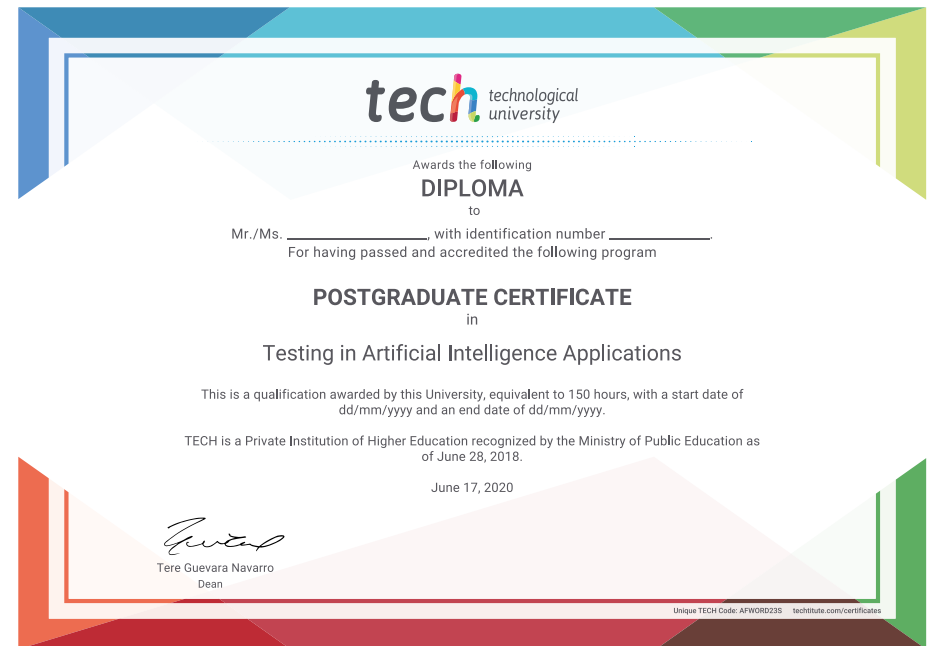 tech technological
university
Awards the following
DIPLOMA
to
Mr./Ms. ____________________, with identification number ______________.
For having passed and accredited the following program
POSTGRADUATE CERTIFICATE
in
Testing in Artificial Intelligence Applications
This is a qualification awarded by this University, equivalent to 150 hours, with a start date of
dd/mm/yyyy and an end date of dd/mm/yyyy.
TECH is a Private Institution of Higher Education recognized by the Ministry of Public Education as
of June 28, 2018.
June 17, 2020
Tere Guevara Navarro
Dean
Unique TECH Code: AFWORD23S techtitute.com/certificates